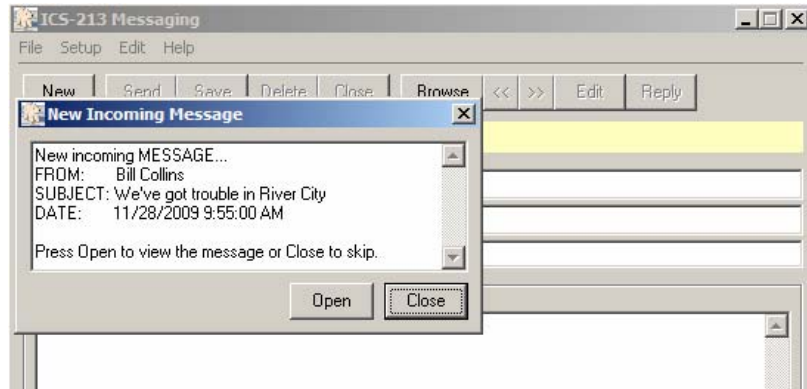 ICS-213 Messaging
File Setup Edit Help
New Send Save Delete Close Browse << >> Edit Reply
New Incoming Message
New incoming MESSAGE...
FROM: Bill Collins
SUBJECT: We've got trouble in River City
DATE: 11/28/2009 9:55:00 AM
Press Open to view the message or Close to skip.
Open Close